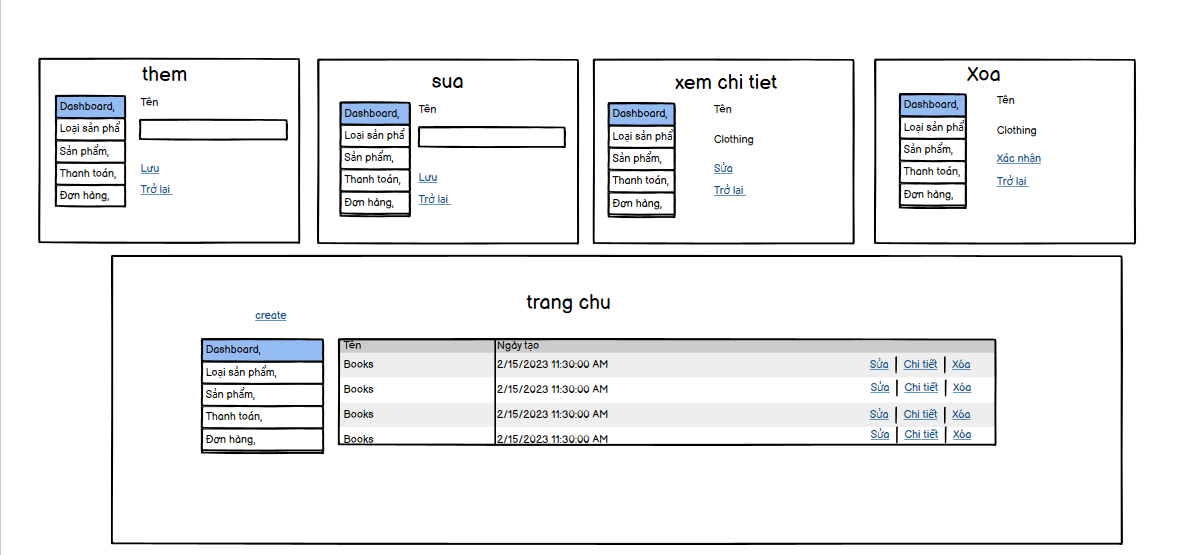 them
Dashboard,
Loại sản phẩ
Sản phẩm,
Thanh toán,
Đơn hàng,
Tên
Lưu
Trở lại
sua
Dashboard,
Loại sản phẩ
Sản phẩm,
Thanh toán,
Đơn hàng,
Tên
Lưu
Trở lại
xem chi tiet
Dashboard,
Loại sản phẩ
Sản phẩm,
Thanh toán,
Đơn hàng,
Tên
Clothing
Sửa
Trở lại
Xoa
Dashboard,
Loại sản phẩ
Sản phẩm,
Thanh toán,
Đơn hàng,
Tên
Clothing
Xác nhận
Trở lại
trang chu
create
Dashboard,
Loại sản phẩm,
Sản phẩm,
Thanh toán,
Đơn hàng,
Tên Ngày tạo
Books 2/15/2023 11:30:00 AM Sửa | Chi tiết | Xóa
Books 2/15/2023 11:30:00 AM Sửa | Chi tiết | Xóa
Books 2/15/2023 11:30:00 AM Sửa | Chi tiết | Xóa
Books 2/15/2023 11:30:00 AM Sửa | Chi tiết | Xóa